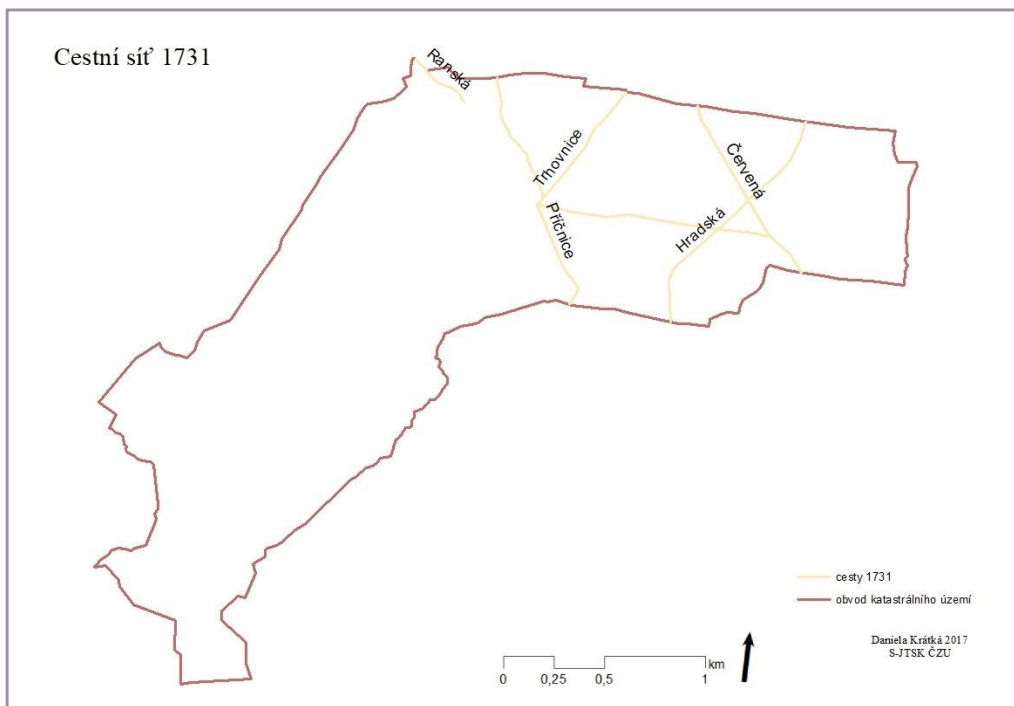 Cestní síť 1731
Ranská
Trhovnice
Příčnice
Červená
Hradská
cesty 1731
obvod katastrálního území
Daniela Krátká 2017
S-JTSK ČZU
km
0 0,25 0,5 1